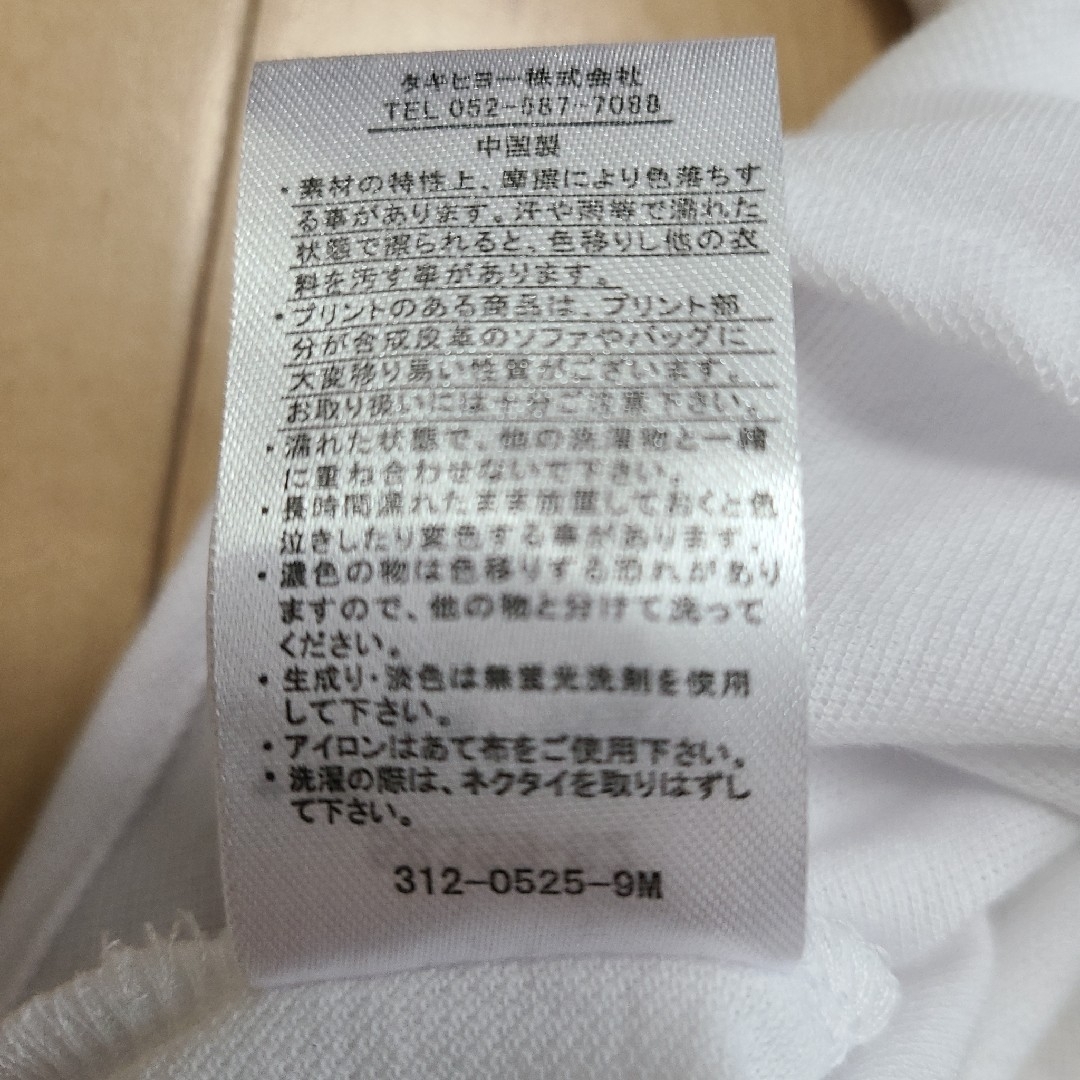 タキヒヨー株式会社
TEL 052-587-7088
中国製
・素材の特性上、摩擦により色落ちす
る事があります。汗や雨等で濡れた
状態で擦られると、色移りし他の衣
料を汚す事があります。
・プリントのある商品は、プリント部
分が合成皮革のソファやバッグに
大変移り易い性質がございます。
お取り扱いには十分ご注意下さい。
・濡れた状態で、他の洗濯物と一緒
に重ね合わせないで下さい。
・長時間濡れたまま放置しておくと色
泣きしたり変色する事があります。
・濃色の物は色移りする恐れがあり
ますので、他の物と分けて洗って
ください。
・生成り・淡色は無蛍光洗剤を使用
して下さい。
・アイロンはあて布をご使用下さい。
・洗濯の際は、ネクタイを取りはずし
て下さい。
312-0525-9M